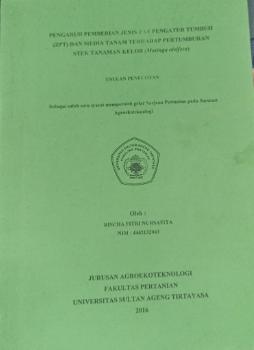 PENGARUH PEMBERIAN JENIS ZAT PENGATUR TUMBUH
(ZPT) DAN MEDIA TANAM TERHADAP PERTUMBUHAN
STEK TANAMAN KELOR (Moringa oleifera)
USULAN PENELITIAN
Sebagai salah satu syarat memperoleh gelar Sarjana Pertanian pada Jurusan
Agroekoteknologi
Oleh :
NIM :
JURUSAN AGROEKOTEKNOLOGI
FAKULTAS PERTANIAN
UNIVERSITAS SULTAN AGENG TIRTAYASA
2016